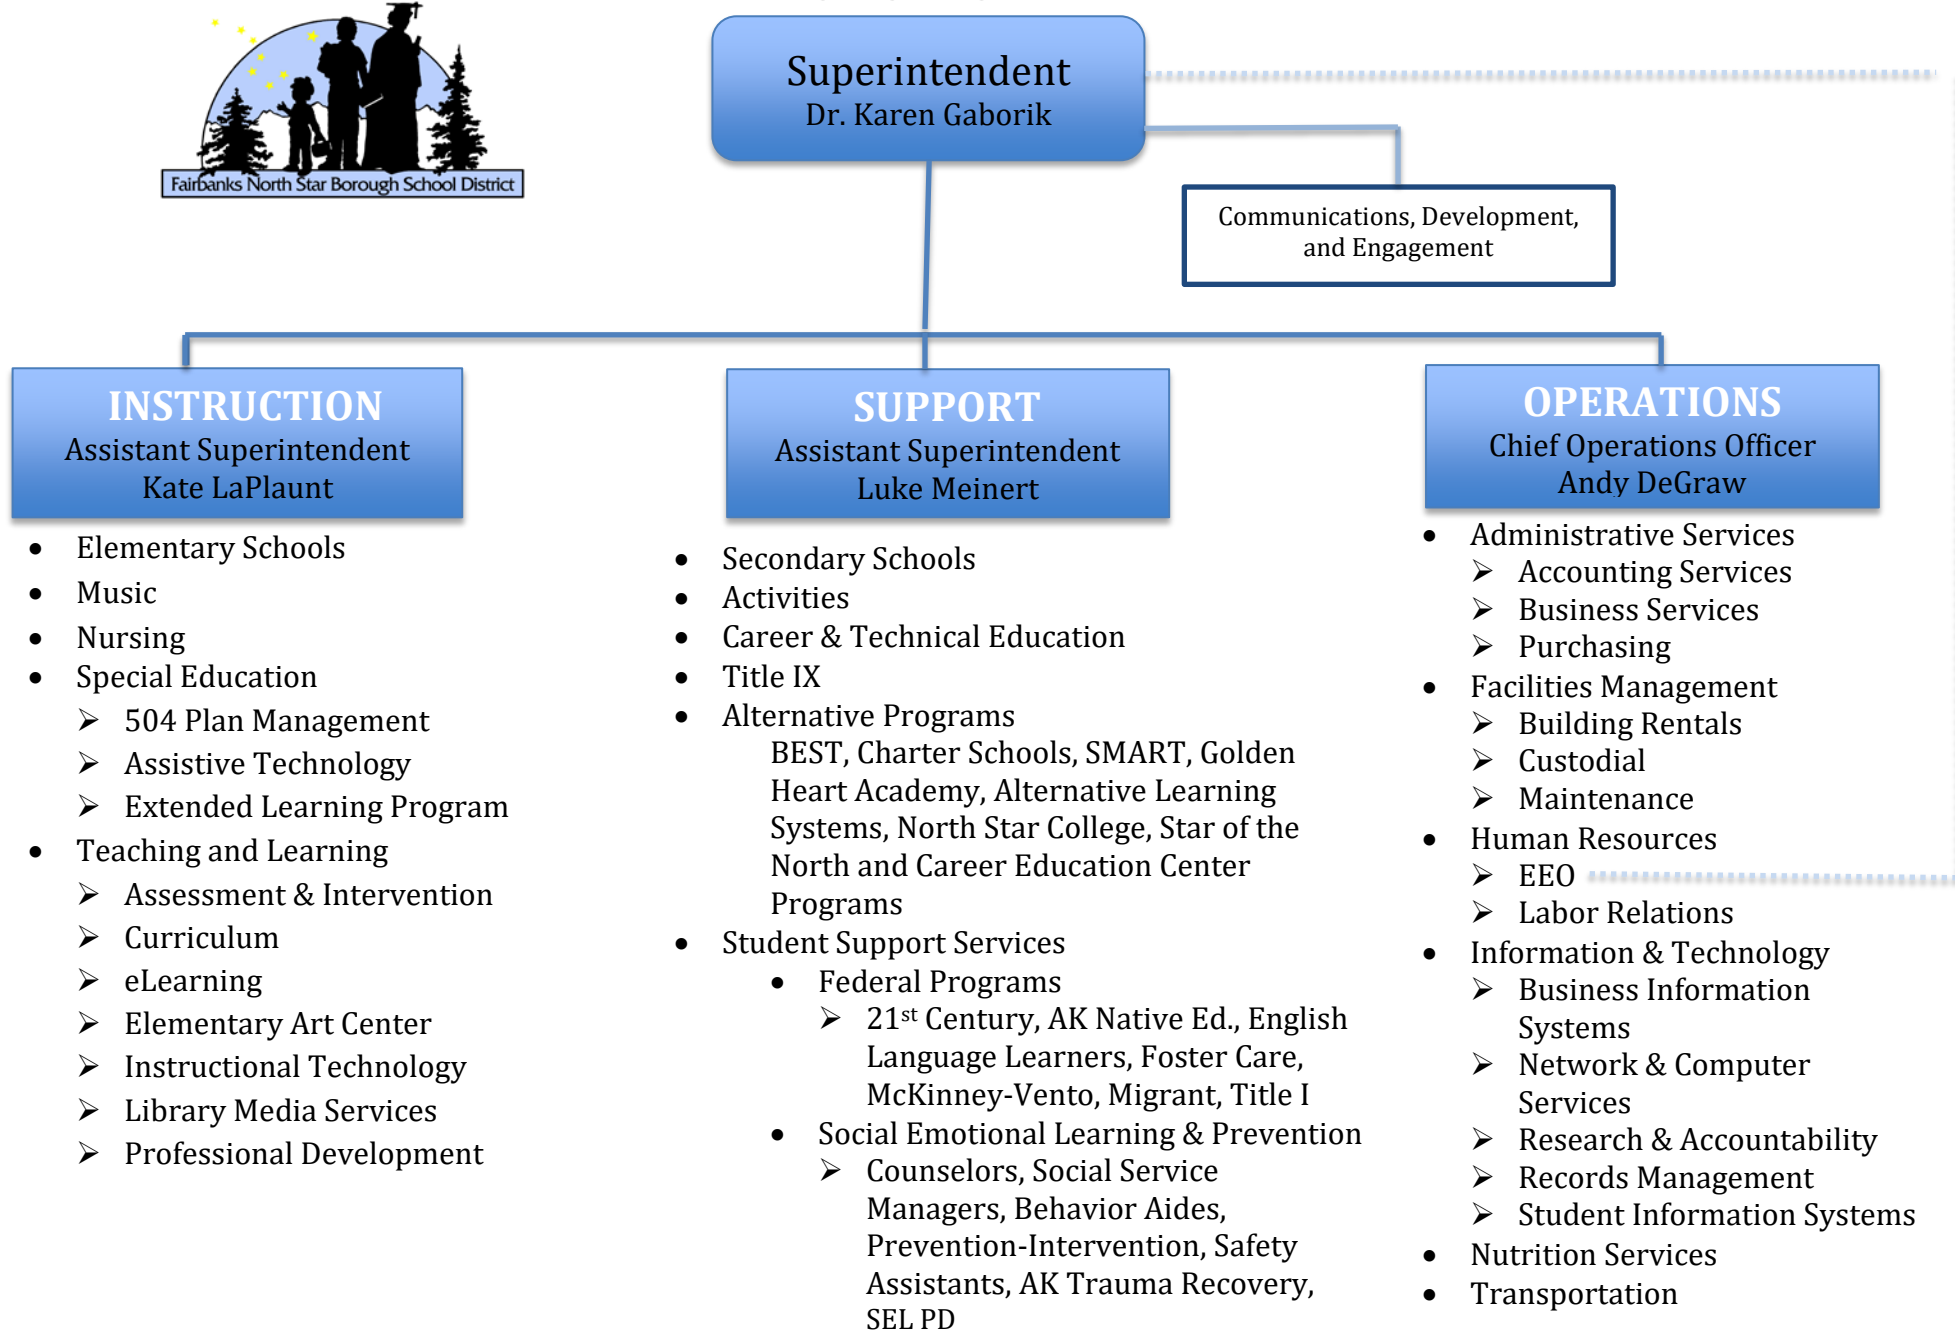 Fairbanks North Star Borough School District
Superintendent
Dr. Karen Gaborik
Communications, Development,
and Engagement
INSTRUCTION
Assistant Superintendent
Kate LaPlaunt
• Elementary Schools
• Music
• Nursing
• Special Education
➢ 504 Plan Management
➢ Assistive Technology
➢ Extended Learning Program
• Teaching and Learning
➢ Assessment & Intervention
➢ Curriculum
➢ eLearning
➢ Elementary Art Center
➢ Instructional Technology
➢ Library Media Services
➢ Professional Development
SUPPORT
Assistant Superintendent
Luke Meinert
• Secondary Schools
• Activities
• Career & Technical Education
• Title IX
• Alternative Programs
BEST, Charter Schools, SMART, Golden
Heart Academy, Alternative Learning
Systems, North Star College, Star of the
North and Career Education Center
Programs
• Student Support Services
• Federal Programs
➢ 21st Century, AK Native Ed., English
Language Learners, Foster Care,
McKinney-Vento, Migrant, Title I
• Social Emotional Learning & Prevention
➢ Counselors, Social Service
Managers, Behavior Aides,
Prevention-Intervention, Safety
Assistants, AK Trauma Recovery,
SEL PD
OPERATIONS
Chief Operations Officer
Andy DeGraw
• Administrative Services
➢ Accounting Services
➢ Business Services
➢ Purchasing
• Facilities Management
➢ Building Rentals
➢ Custodial
➢ Maintenance
• Human Resources
➢ EEO
➢ Labor Relations
• Information & Technology
➢ Business Information
Systems
➢ Network & Computer
Services
➢ Research & Accountability
➢ Records Management
➢ Student Information Systems
• Nutrition Services
• Transportation